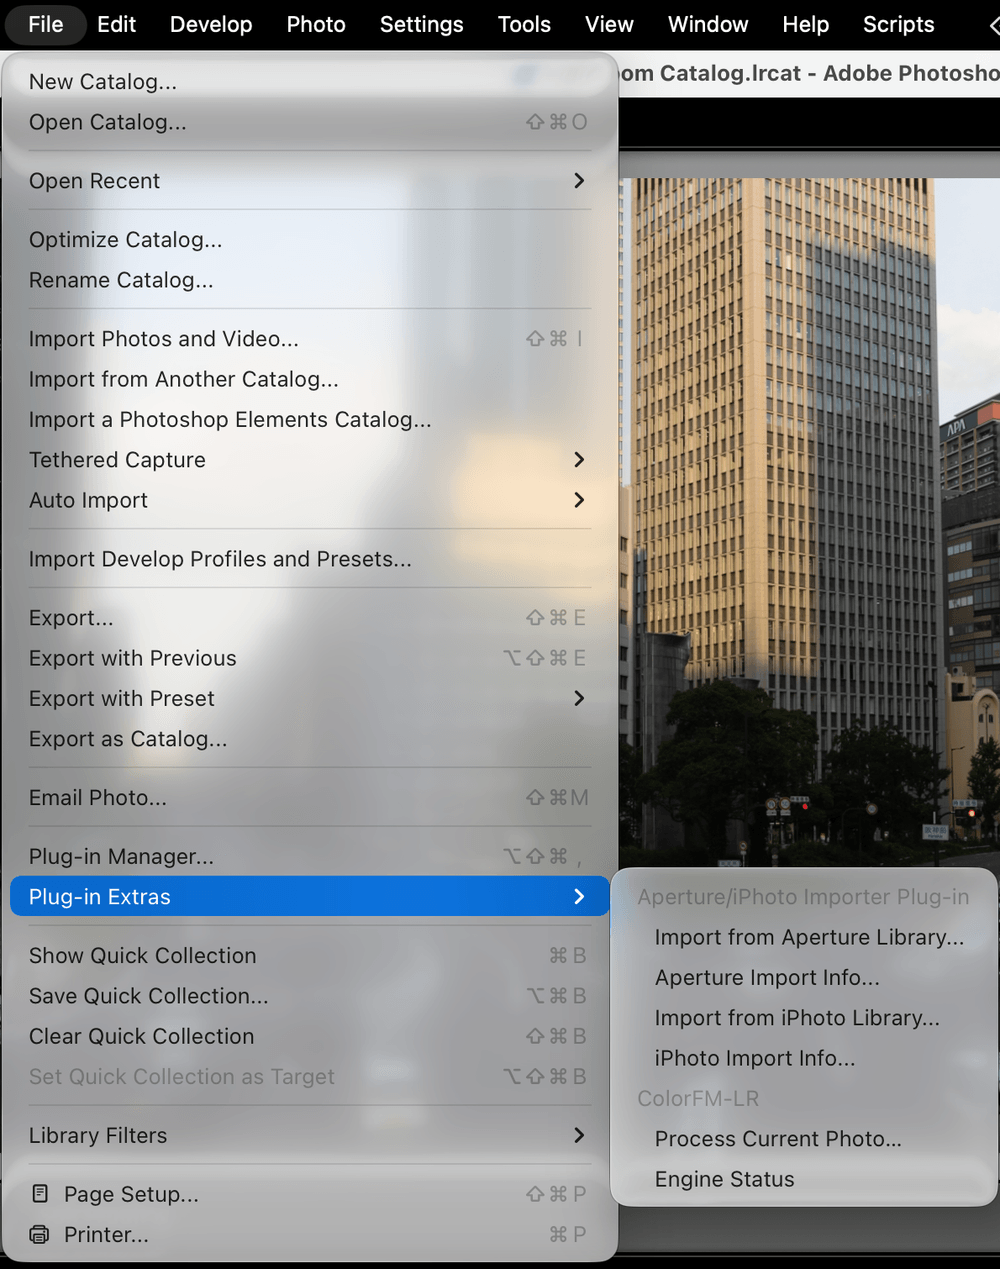 File Edit Develop Photo Settings Tools View Window Help Scripts
oom Catalog.lrcat - Adobe Photosho
New Catalog...
Open Catalog... ⇧⌘O
Open Recent
Optimize Catalog...
Rename Catalog...
Import Photos and Video... ⇧⌘I
Import from Another Catalog...
Import a Photoshop Elements Catalog...
Tethered Capture
Auto Import
Import Develop Profiles and Presets...
Export... ⇧⌘E
Export with Previous ⌥⇧⌘E
Export with Preset
Export as Catalog...
Email Photo... ⇧⌘M
Plug-in Manager... ⌥⇧⌘,
Plug-in Extras
Show Quick Collection ⌘B
Save Quick Collection... ⌥⌘B
Clear Quick Collection ⇧⌘B
Set Quick Collection as Target ⌥⇧⌘B
Library Filters
Page Setup... ⇧⌘P
Printer... ⌘P
Aperture/iPhoto Importer Plug-in
Import from Aperture Library...
Aperture Import Info...
Import from iPhoto Library...
iPhoto Import Info...
ColorFM-LR
Process Current Photo...
Engine Status
APA